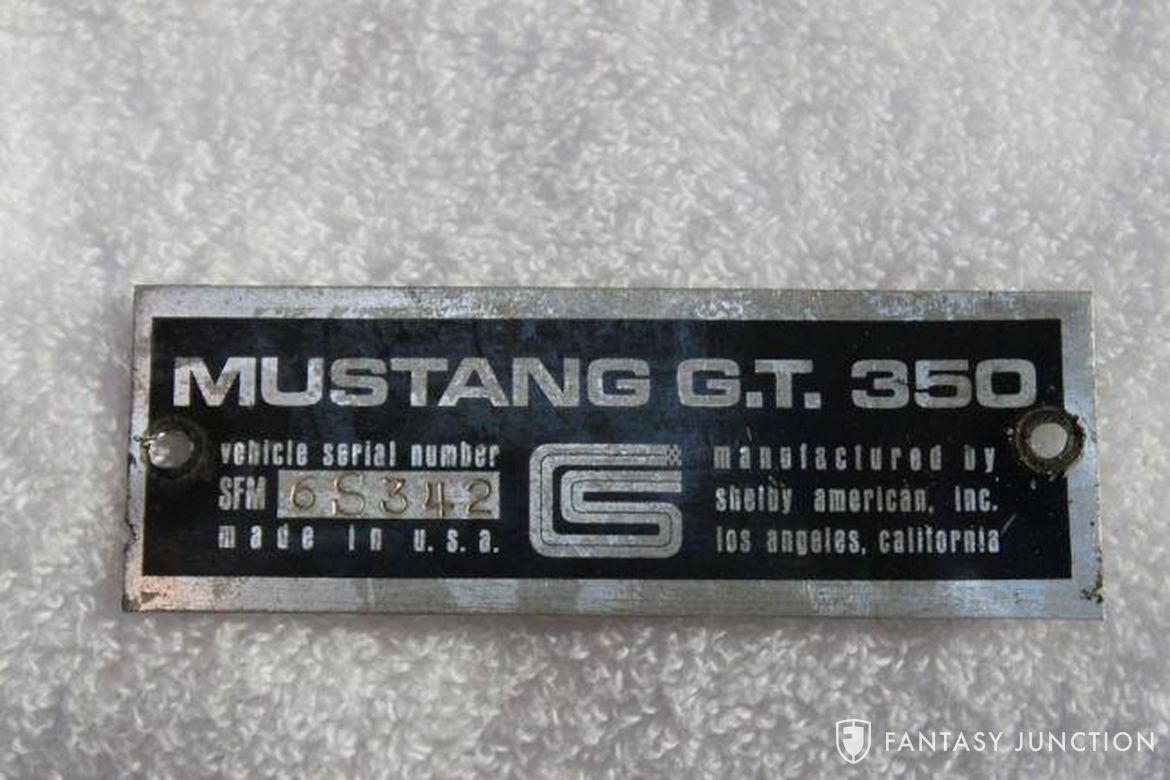 MUSTANG G.T. 350
vehicle serial number
SFM 6S342
made in u.s.a.
manufactured by
shelby american, inc.
los angeles, california
FANTASY JUNCTION